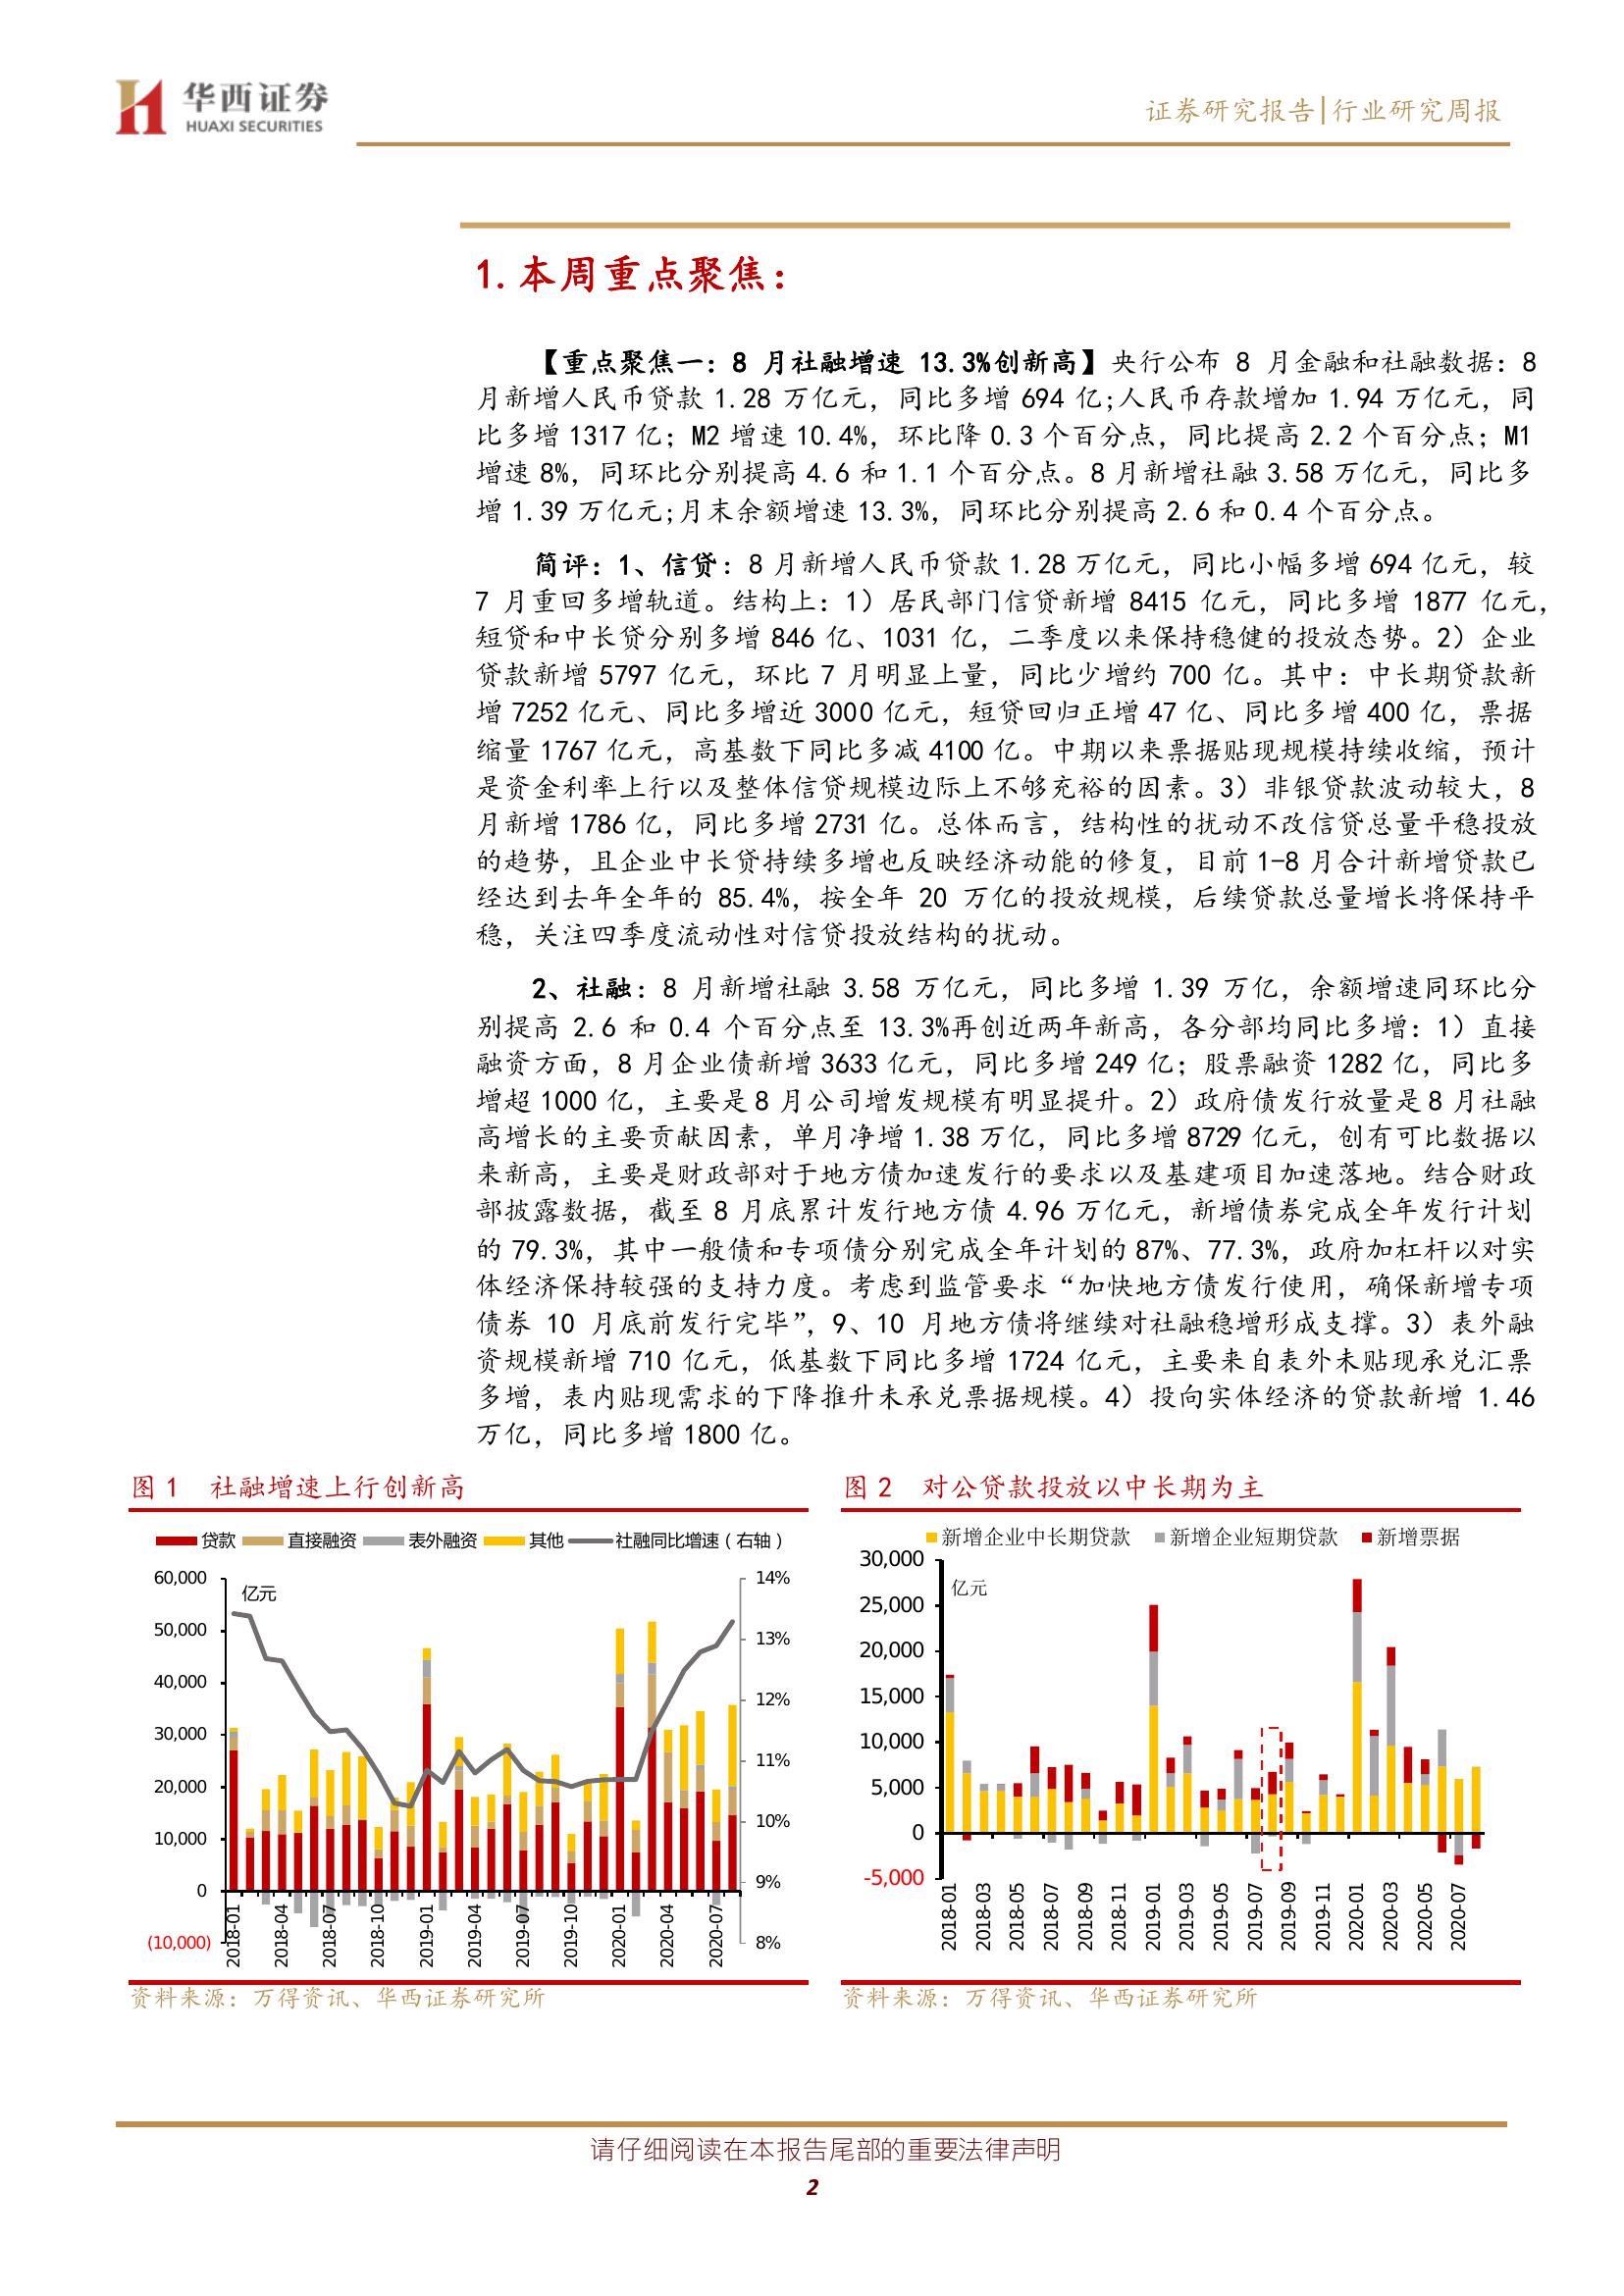 华西证券
HUAXI SECURITIES
证券研究报告|行业研究周报
1.本周重点聚焦：
【重点聚焦一：8 月社融增速 13.3%创新高】央行公布 8 月金融和社融数据：8
月新增人民币贷款 1.28 万亿元，同比多增 694 亿;人民币存款增加 1.94 万亿元，同
比多增 1317 亿；M2 增速 10.4%，环比降 0.3 个百分点，同比提高 2.2 个百分点；M1
增速 8%，同环比分别提高 4.6 和 1.1 个百分点。8 月新增社融 3.58 万亿元，同比多
增 1.39 万亿元;月末余额增速 13.3%，同环比分别提高 2.6 和 0.4 个百分点。
简评：1、信贷：8 月新增人民币贷款 1.28 万亿元，同比小幅多增 694 亿元，较
7 月重回多增轨道。结构上：1）居民部门信贷新增 8415 亿元，同比多增 1877 亿元，
短贷和中长贷分别多增 846 亿、1031 亿，二季度以来保持稳健的投放态势。2）企业
贷款新增 5797 亿元，环比 7 月明显上量，同比少增约 700 亿。其中：中长期贷款新
增 7252 亿元、同比多增近 3000 亿元，短贷回归正增 47 亿、同比多增 400 亿，票据
缩量 1767 亿元，高基数下同比多减 4100 亿。中期以来票据贴现规模持续收缩，预计
是资金利率上行以及整体信贷规模边际上不够充裕的因素。3）非银贷款波动较大，8
月新增 1786 亿，同比多增 2731 亿。总体而言，结构性的扰动不改信贷总量平稳投放
的趋势，且企业中长贷持续多增也反映经济动能的修复，目前 1-8 月合计新增贷款已
经达到去年全年的 85.4%，按全年 20 万亿的投放规模，后续贷款总量增长将保持平
稳，关注四季度流动性对信贷投放结构的扰动。
2、社融：8 月新增社融 3.58 万亿元，同比多增 1.39 万亿，余额增速同环比分
别提高 2.6 和 0.4 个百分点至 13.3%再创近两年新高，各分部均同比多增：1）直接
融资方面，8 月企业债新增 3633 亿元，同比多增 249 亿；股票融资 1282 亿，同比多
增超 1000 亿，主要是 8 月公司增发规模有明显提升。2）政府债发行放量是 8 月社融
高增长的主要贡献因素，单月净增 1.38 万亿，同比多增 8729 亿元，创有可比数据以
来新高，主要是财政部对于地方债加速发行的要求以及基建项目加速落地。结合财政
部披露数据，截至 8 月底累计发行地方债 4.96 万亿元，新增债券完成全年发行计划
的 79.3%，其中一般债和专项债分别完成全年计划的 87%、77.3%，政府加杠杆以对实
体经济保持较强的支持力度。考虑到监管要求“加快地方债发行使用，确保新增专项
债券 10 月底前发行完毕”，9、10 月地方债将继续对社融稳增形成支撑。3）表外融
资规模新增 710 亿元，低基数下同比多增 1724 亿元，主要来自表外未贴现承兑汇票
多增，表内贴现需求的下降推升未承兑票据规模。4）投向实体经济的贷款新增 1.46
万亿，同比多增 1800 亿。
图 1 社融增速上行创新高
贷款 直接融资 表外融资 其他 社融同比增速（右轴）
亿元
60,000
50,000
40,000
30,000
20,000
10,000
0
(10,000)
14%
13%
12%
11%
10%
9%
8%
2018-01
2018-04
2018-07
2018-10
2019-01
2019-04
2019-07
2019-10
2020-01
2020-04
2020-07
资料来源：万得资讯、华西证券研究所
图 2 对公贷款投放以中长期为主
新增企业中长期贷款 新增企业短期贷款 新增票据
亿元
30,000
25,000
20,000
15,000
10,000
5,000
0
-5,000
2018-01
2018-03
2018-05
2018-07
2018-09
2018-11
2019-01
2019-03
2019-05
2019-07
2019-09
2019-11
2020-01
2020-03
2020-05
2020-07
资料来源：万得资讯、华西证券研究所
请仔细阅读在本报告尾部的重要法律声明
2